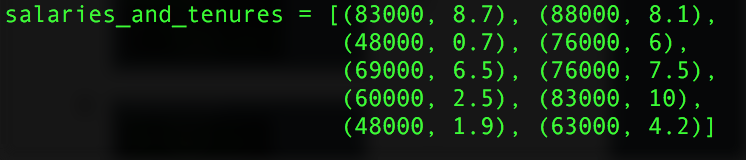 salaries_and_tenures = [(83000, 8.7), (88000, 8.1),
(48000, 0.7), (76000, 6),
(69000, 6.5), (76000, 7.5),
(60000, 2.5), (83000, 10),
(48000, 1.9), (63000, 4.2)]